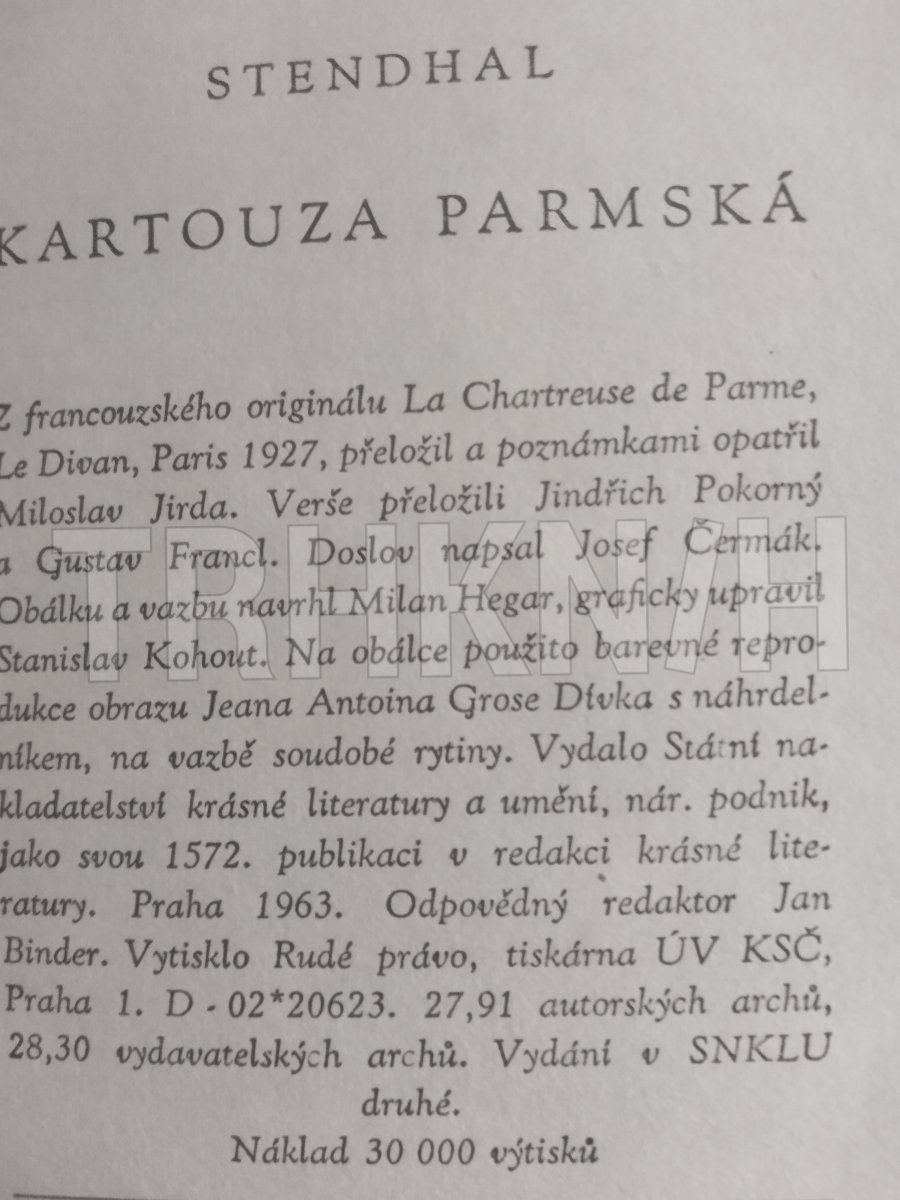 STENDHAL
KARTOUZA PARMSKÁ
Z francouzského originálu La Chartreuse de Parme,
Le Divan, Paris 1927, přeložil a poznámkami opatřil
Miloslav Jirda. Verše přeložili Jindřich Pokorný
a Gustav Francl. Doslov napsal Josef Čermák.
TRHKNIH
Obálku a vazbu navrhl Milan Hegar, graficky upravil
Stanislav Kohout. Na obálce použito barevné repro-
dukce obrazu Jeana Antoina Grose Dívka s náhrdel-
níkem, na vazbě soudobé rytiny. Vydalo Státní na-
kladatelství krásné literatury a umění, nár. podnik,
jako svou 1572. publikaci v redakci krásné lite-
ratury. Praha 1963. Odpovědný redaktor Jan
Binder. Vytisklo Rudé právo, tiskárna ÚV KSČ,
Praha 1. D - 02*20623. 27,91 autorských archů,
28,30 vydavatelských archů. Vydání v SNKLU
druhé.
Náklad 30 000 výtisků